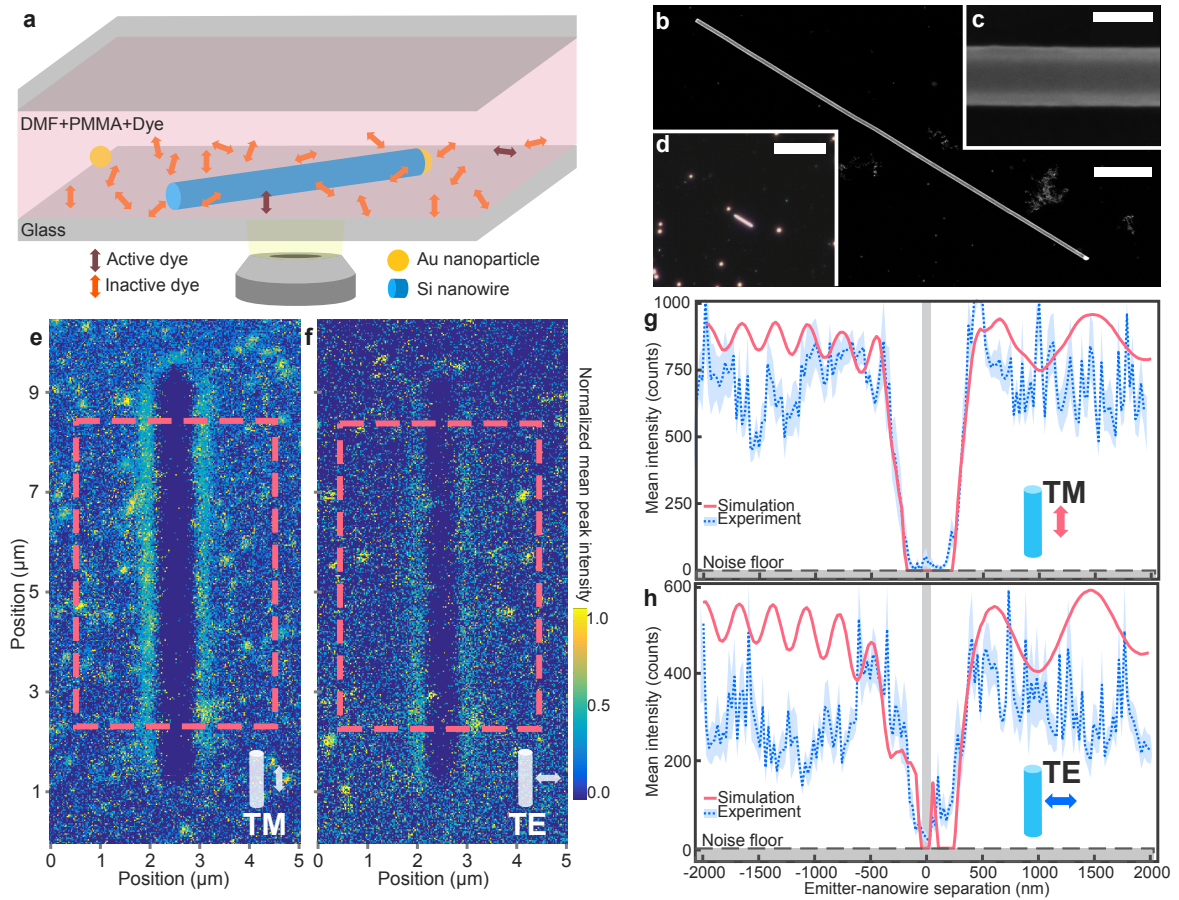 a
DMF+PMMA+Dye
Glass
Active dye
Inactive dye
Au nanoparticle
Si nanowire
b
c
d
e
f
Position (µm)
9
7
5
3
1
0
1
2
3
4
5
Position (µm)
TM
0
1
2
3
4
5
Position (µm)
TE
Normalized mean peak intensity
1.0
0.5
0.0
g
Mean intensity (counts)
1000
900
750
500
250
0
Simulation
Experiment
Noise floor
TM
h
Mean intensity (counts)
600
400
200
0
Simulation
Experiment
Noise floor
TE
-2000
-1500
-1000
-500
0
500
1000
1500
2000
Emitter-nanowire separation (nm)